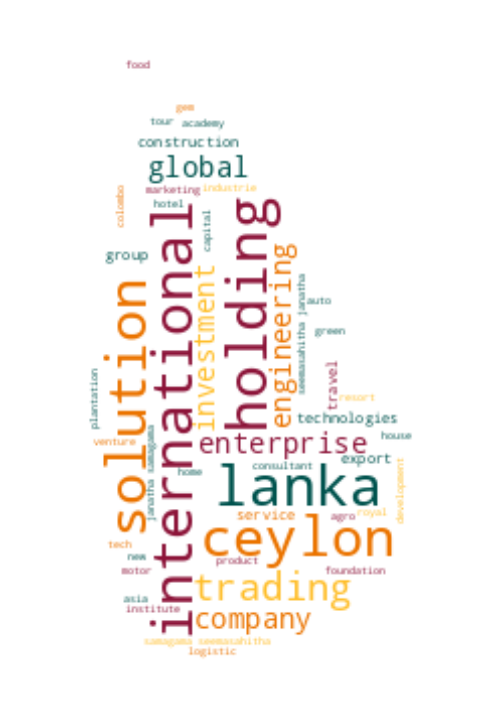 food
gem
tour
academy
construction
global
marketing
industrie
colombo
hotel
capital
international
holding
group
engineering
investment
solution
seemasahitha janatha
auto
green
travel
plantation
resort
technologies
janatha samagama
venture
enterprise
house
home
consultant
export
lanka
development
service
agro
royal
ceylon
tech
new
motor
product
foundation
trading
asia
institute
company
samagama seemasahitha
logistic